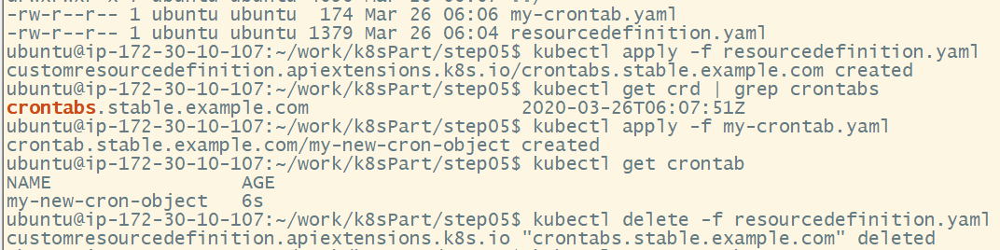 -rw-r--r-- 1 ubuntu ubuntu  174 Mar 26 06:06 my-crontab.yaml
-rw-r--r-- 1 ubuntu ubuntu 1379 Mar 26 06:04 resourcedefinition.yaml
ubuntu@ip-172-30-10-107:~/work/k8sPart/step05$ kubectl apply -f resourcedefinition.yaml
customresourcedefinition.apiextensions.k8s.io/crontabs.stable.example.com created
ubuntu@ip-172-30-10-107:~/work/k8sPart/step05$ kubectl get crd | grep crontabs
crontabs.stable.example.com                   2020-03-26T06:07:51Z
ubuntu@ip-172-30-10-107:~/work/k8sPart/step05$ kubectl apply -f my-crontab.yaml
crontab.stable.example.com/my-new-cron-object created
ubuntu@ip-172-30-10-107:~/work/k8sPart/step05$ kubectl get crontab
NAME                 AGE
my-new-cron-object   6s
ubuntu@ip-172-30-10-107:~/work/k8sPart/step05$ kubectl delete -f resourcedefinition.yaml
customresourcedefinition.apiextensions.k8s.io "crontabs.stable.example.com" deleted